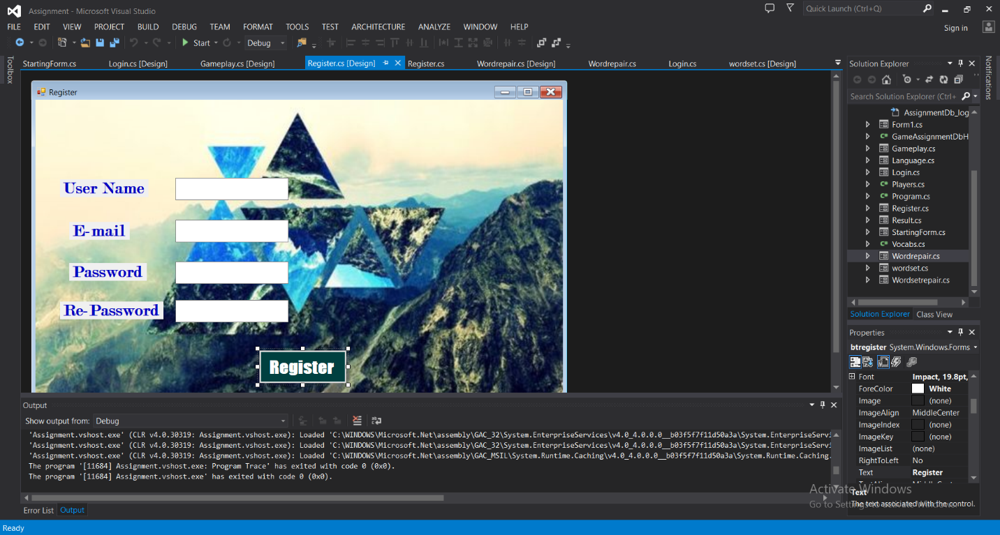 Assignment - Microsoft Visual Studio
Quick Launch (Ctrl+Q)
FILE EDIT VIEW PROJECT BUILD DEBUG TEAM FORMAT TOOLS TEST ARCHITECTURE ANALYZE WINDOW HELP
Sign in
Start Debug
Toolbox
StartingForm.cs Login.cs [Design] Gameplay.cs [Design] Register.cs [Design] Register.cs Wordrepair.cs [Design] Wordrepair.cs Login.cs wordset.cs [Design]
Register
User Name
E-mail
Password
Re-Password
Register
Solution Explorer
Notifications
Search Solution Explorer (Ctrl+
AssignmentDb_log
Form1.cs
GameAssignmentDbH
Gameplay.cs
Language.cs
Login.cs
Players.cs
Program.cs
Register.cs
Result.cs
StartingForm.cs
Vocabs.cs
Wordrepair.cs
wordset.cs
Wordsetrepair.cs
Solution Explorer Class View
Properties
btregister System.Windows.Forms
Font Impact, 19.8pt,
ForeColor White
Image (none)
ImageAlign MiddleCenter
ImageIndex (none)
ImageKey (none)
ImageList (none)
RightToLeft No
Text Register
Text
The text associated with the control.
Output
Show output from: Debug
'Assignment.vshost.exe' (CLR v4.0.30319: Assignment.vshost.exe): Loaded 'C:\WINDOWS\Microsoft.Net\assembly\GAC_32\System.EnterpriseServices\v4.0_4.0.0.0__b03f5f7f11d50a3a\System.EnterpriseServi
'Assignment.vshost.exe' (CLR v4.0.30319: Assignment.vshost.exe): Loaded 'C:\WINDOWS\Microsoft.Net\assembly\GAC_32\System.EnterpriseServices\v4.0_4.0.0.0__b03f5f7f11d50a3a\System.EnterpriseServi
'Assignment.vshost.exe' (CLR v4.0.30319: Assignment.vshost.exe): Loaded 'C:\WINDOWS\Microsoft.Net\assembly\GAC_MSIL\System.Runtime.Caching\v4.0_4.0.0.0__b03f5f7f11d50a3a\System.Runtime.Caching.
The program '[11684] Assignment.vshost.exe: Program Trace' has exited with code 0 (0x0).
The program '[11684] Assignment.vshost.exe' has exited with code 0 (0x0).
Activate Windows
Go to Settings to activate Windows.
Error List Output
Ready